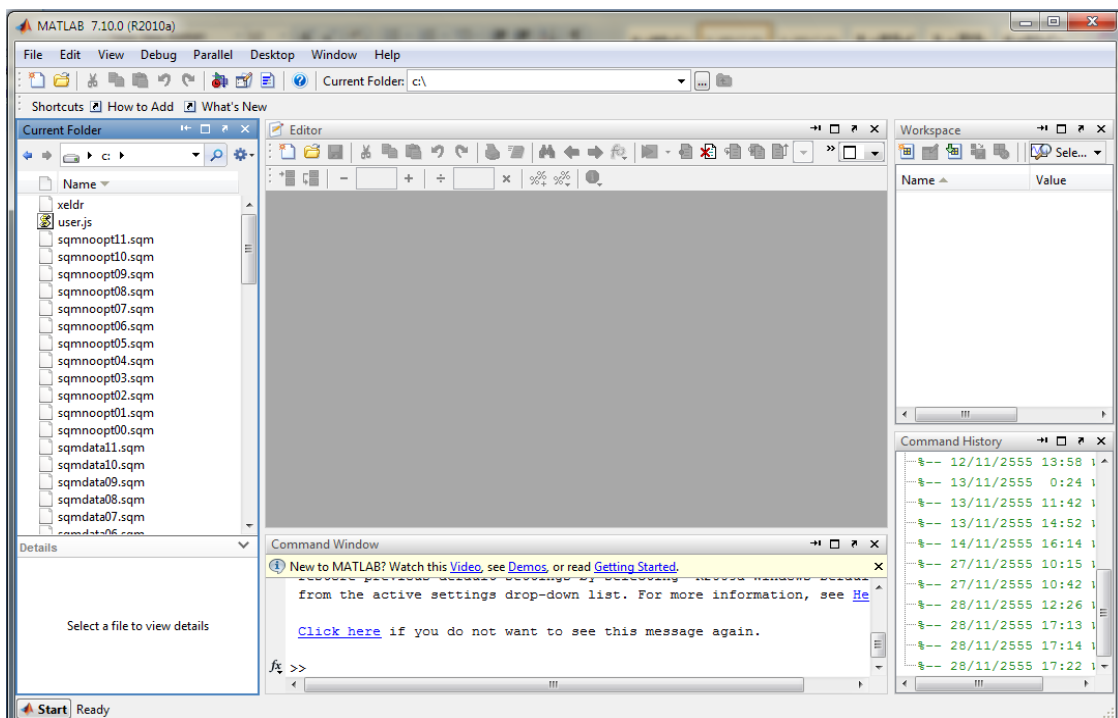 MATLAB 7.10.0 (R2010a)
File Edit View Debug Parallel Desktop Window Help
Current Folder: c:\
Shortcuts How to Add What's New
Current Folder
c:
Name
xeldr
user.js
sqmnoopt11.sqm
sqmnoopt10.sqm
sqmnoopt09.sqm
sqmnoopt08.sqm
sqmnoopt07.sqm
sqmnoopt06.sqm
sqmnoopt05.sqm
sqmnoopt04.sqm
sqmnoopt03.sqm
sqmnoopt02.sqm
sqmnoopt01.sqm
sqmnoopt00.sqm
sqmdata11.sqm
sqmdata10.sqm
sqmdata09.sqm
sqmdata08.sqm
sqmdata07.sqm
sqmdata06.sqm
Details
Select a file to view details
Editor
Command Window
New to MATLAB? Watch this Video, see Demos, or read Getting Started.
from the active settings drop-down list. For more information, see He
Click here if you do not want to see this message again.
fx >>
Workspace
Sele...
Name Value
Command History
%-- 12/11/2555 13:58
%-- 13/11/2555 0:24
%-- 13/11/2555 11:42
%-- 13/11/2555 14:52
%-- 14/11/2555 16:14
%-- 27/11/2555 10:15
%-- 27/11/2555 10:42
%-- 28/11/2555 12:26
%-- 28/11/2555 17:13
%-- 28/11/2555 17:14
%-- 28/11/2555 17:22
Start Ready